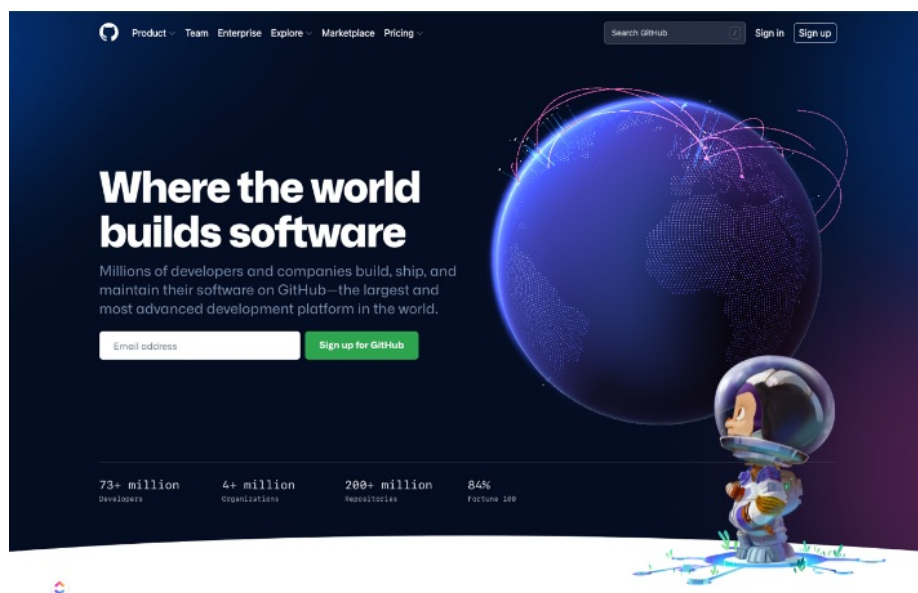 Product Team Enterprise Explore Marketplace Pricing
Search GitHub /
Sign in
Sign up
Where the world
builds software
Millions of developers and companies build, ship, and
maintain their software on GitHub—the largest and
most advanced development platform in the world.
Email address
Sign up for GitHub
73+ million
Developers
4+ million
Organizations
200+ million
Repositories
84%
Fortune 100